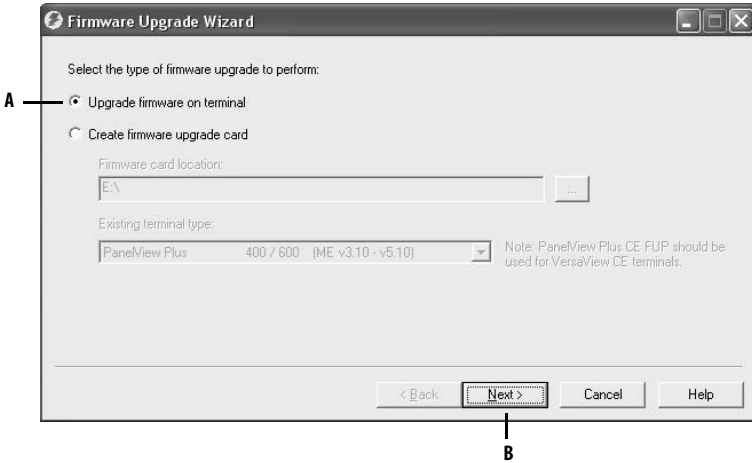 Firmware Upgrade Wizard
Select the type of firmware upgrade to perform:
A
Upgrade firmware on terminal
Create firmware upgrade card
Firmware card location:
E:\
...
Existing terminal type:
PanelView Plus 400 / 600 (ME v3.10 - v5.10)
Note: PanelView Plus CE FUP should be
used for VersaView CE terminals.
< Back
Next >
Cancel
Help
B